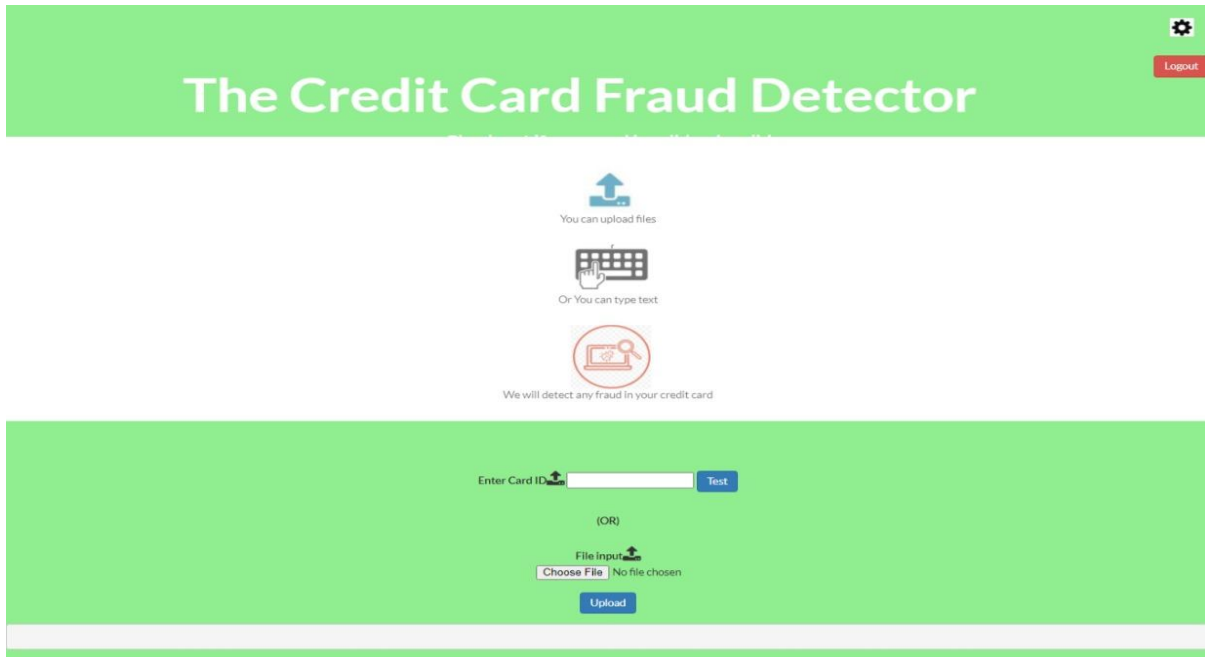 Logout
The Credit Card Fraud Detector
You can upload files
Or You can type text
We will detect any fraud in your credit card
Enter Card ID Test
(OR)
File input
Choose File No file chosen
Upload